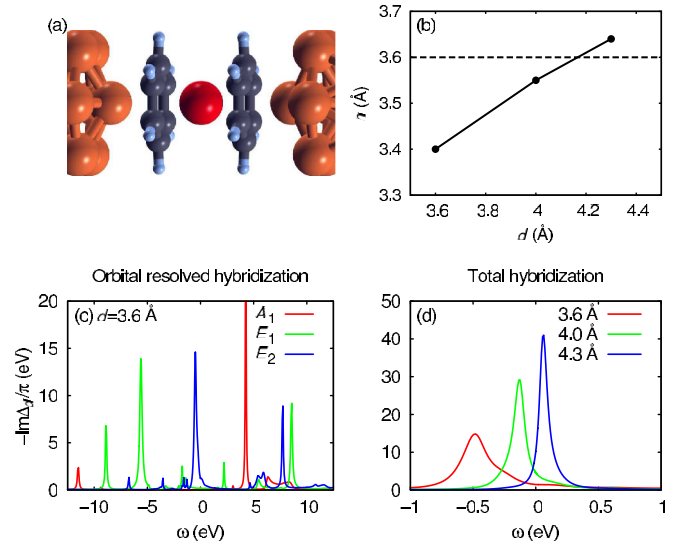 (a)
(b)
3.7
3.6
3.5
3.4
3.3
(Å)
3.6 3.8 4 4.2 4.4
d (Å)
Orbital resolved hybridization
Total hybridization
(c) d=3.6 Å
A1
E1
E2
20
15
10
5
0
−ImΔd/π (eV)
−10 −5 0 5 10
ω (eV)
(d)
3.6 Å
4.0 Å
4.3 Å
50
40
30
20
10
0
−1 −0.5 0 0.5 1
ω (eV)